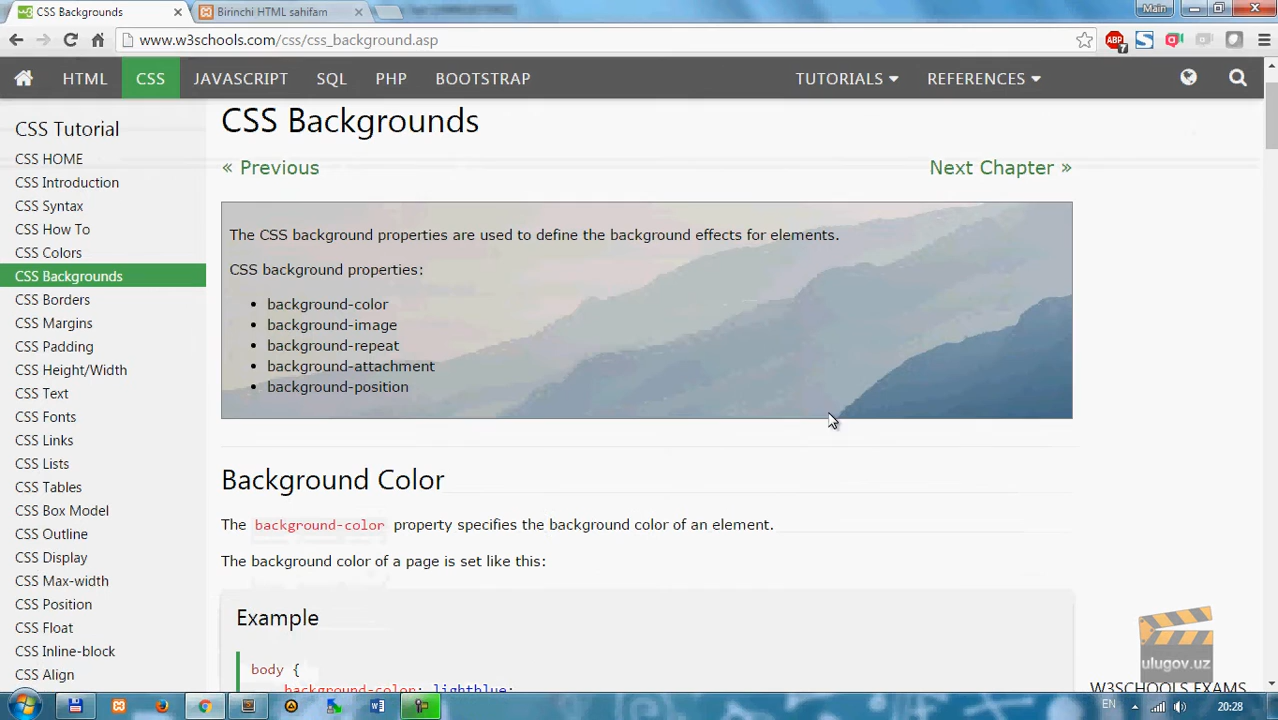 CSS Backgrounds
Birinchi HTML sahifam
Main
www.w3schools.com/css/css_background.asp
ABP
7
HTML
CSS
JAVASCRIPT
SQL
PHP
BOOTSTRAP
TUTORIALS
REFERENCES
CSS Tutorial
CSS HOME
CSS Introduction
CSS Syntax
CSS How To
CSS Colors
CSS Backgrounds
CSS Borders
CSS Margins
CSS Padding
CSS Height/Width
CSS Text
CSS Fonts
CSS Links
CSS Lists
CSS Tables
CSS Box Model
CSS Outline
CSS Display
CSS Max-width
CSS Position
CSS Float
CSS Inline-block
CSS Align
CSS Backgrounds
« Previous
Next Chapter »
The CSS background properties are used to define the background effects for elements.
CSS background properties:
• background-color
• background-image
• background-repeat
• background-attachment
• background-position
Background Color
The background-color property specifies the background color of an element.
The background color of a page is set like this:
Example
body {
background-color: lightblue;
ulugov.uz
W3SCHOOLS EXAMS
EN
20:28